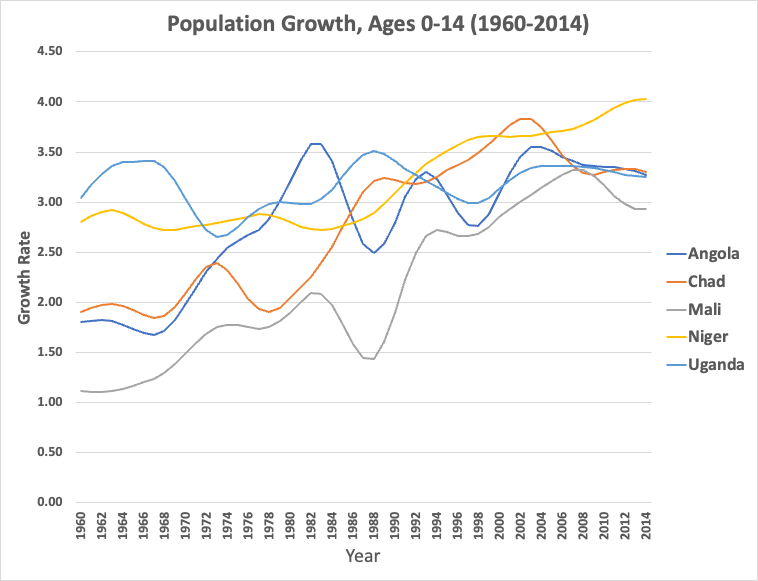 Population Growth, Ages 0-14 (1960-2014)
4.50
4.00
3.50
3.00
2.50
2.00
1.50
1.00
0.50
0.00
Growth Rate
Angola
Chad
Mali
Niger
Uganda
1960 1962 1964 1966 1968 1970 1972 1974 1976 1978 1980 1982 1984 1986 1988 1990 1992 1994 1996 1998 2000 2002 2004 2006 2008 2010 2012 2014
Year